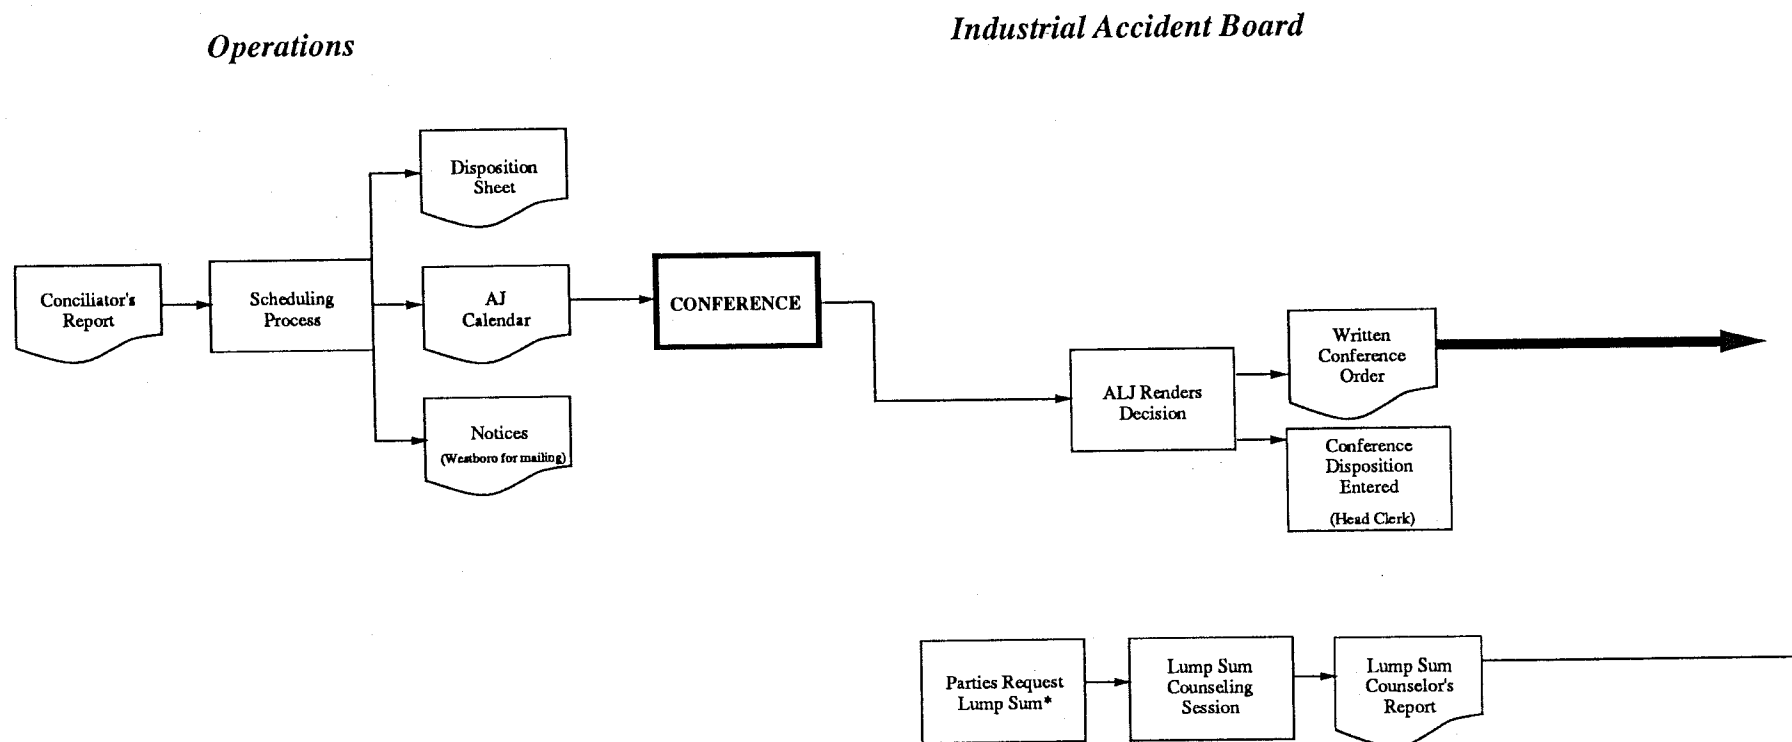 Operations
Industrial Accident Board
Disposition
Sheet
Conciliator's
Report
Scheduling
Process
AJ
Calendar
CONFERENCE
Notices
(Westboro for mailing)
ALJ Renders
Decision
Written
Conference
Order
Conference
Disposition
Entered
(Head Clerk)
Parties Request
Lump Sum*
Lump Sum
Counseling
Session
Lump Sum
Counselor's
Report